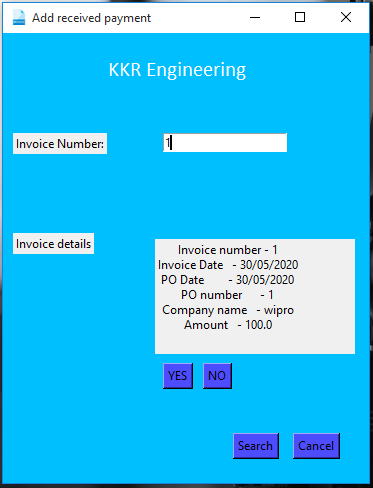 Add received payment
KKR Engineering
Invoice Number:
1
Invoice details
Invoice number - 1
Invoice Date - 30/05/2020
PO Date - 30/05/2020
PO number - 1
Company name - wipro
Amount - 100.0
YES NO
Search Cancel